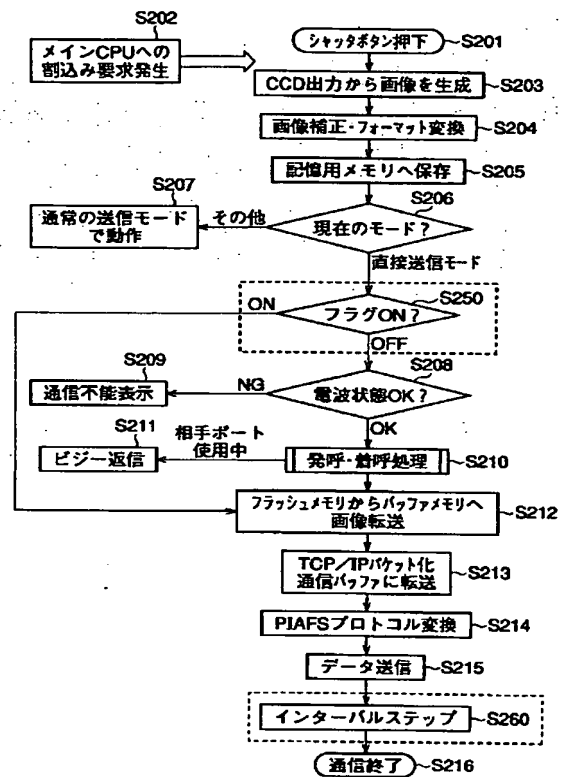 S202
メインCPUへの
割込み要求発生
シャッタボタン押下
S201
CCD出力から画像を生成
S203
画像補正・フォーマット変換
S204
記憶用メモリへ保存
S205
S206
現在のモード?
その他
S207
通常の送信モード
で動作
直接送信モード
S250
フラグON?
ON
OFF
S208
電波状態OK?
NG
S209
通信不能表示
OK
S211
ビジー返信
相手ポート
使用中
発呼・着呼処理
S210
フラッシュメモリからバッファメモリへ
画像転送
S212
TCP/IPパケット化
通信バッファに転送
S213
PIAFSプロトコル変換
S214
データ送信
S215
インターバルステップ
S260
通信終了
S216